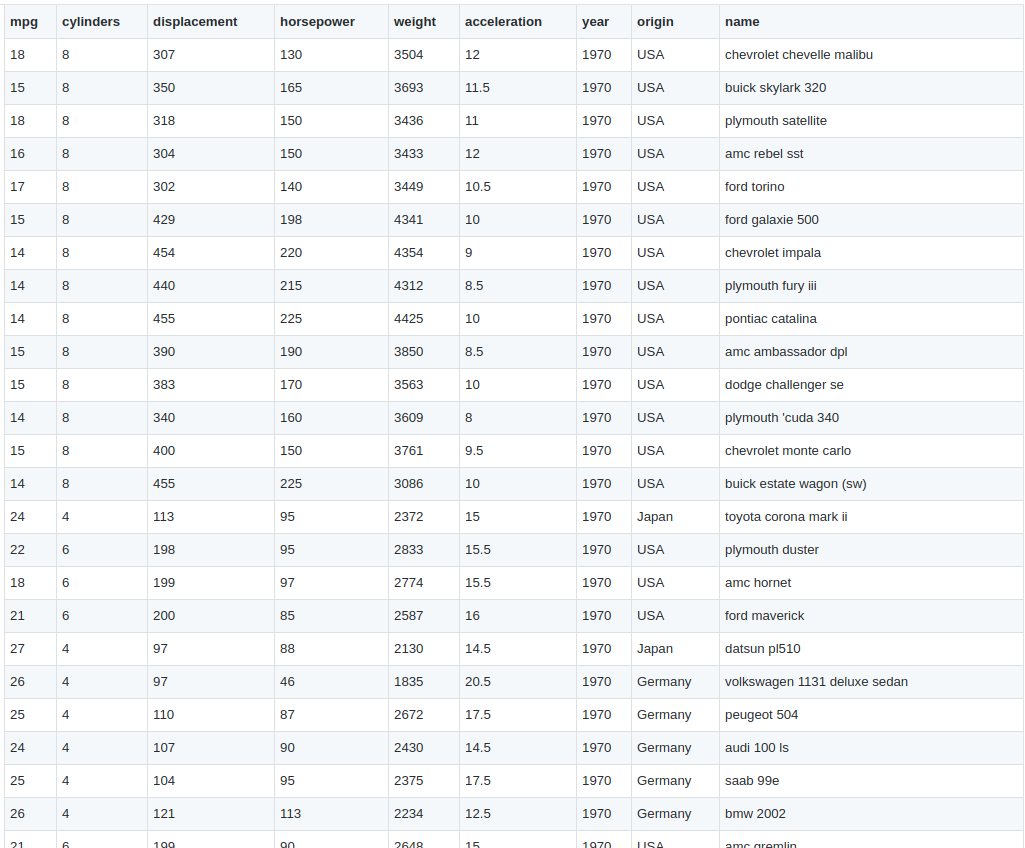 mpg cylinders displacement horsepower weight acceleration year origin name
18 8 307 130 3504 12 1970 USA chevrolet chevelle malibu
15 8 350 165 3693 11.5 1970 USA buick skylark 320
18 8 318 150 3436 11 1970 USA plymouth satellite
16 8 304 150 3433 12 1970 USA amc rebel sst
17 8 302 140 3449 10.5 1970 USA ford torino
15 8 429 198 4341 10 1970 USA ford galaxie 500
14 8 454 220 4354 9 1970 USA chevrolet impala
14 8 440 215 4312 8.5 1970 USA plymouth fury iii
14 8 455 225 4425 10 1970 USA pontiac catalina
15 8 390 190 3850 8.5 1970 USA amc ambassador dpl
15 8 383 170 3563 10 1970 USA dodge challenger se
14 8 340 160 3609 8 1970 USA plymouth 'cuda 340
15 8 400 150 3761 9.5 1970 USA chevrolet monte carlo
14 8 455 225 3086 10 1970 USA buick estate wagon (sw)
24 4 113 95 2372 15 1970 Japan toyota corona mark ii
22 6 198 95 2833 15.5 1970 USA plymouth duster
18 6 199 97 2774 15.5 1970 USA amc hornet
21 6 200 85 2587 16 1970 USA ford maverick
27 4 97 88 2130 14.5 1970 Japan datsun pl510
26 4 97 46 1835 20.5 1970 Germany volkswagen 1131 deluxe sedan
25 4 110 87 2672 17.5 1970 Germany peugeot 504
24 4 107 90 2430 14.5 1970 Germany audi 100 ls
25 4 104 95 2375 17.5 1970 Germany saab 99e
26 4 121 113 2234 12.5 1970 Germany bmw 2002
21 6 199 90 2648 15 1970 USA amc gremlin